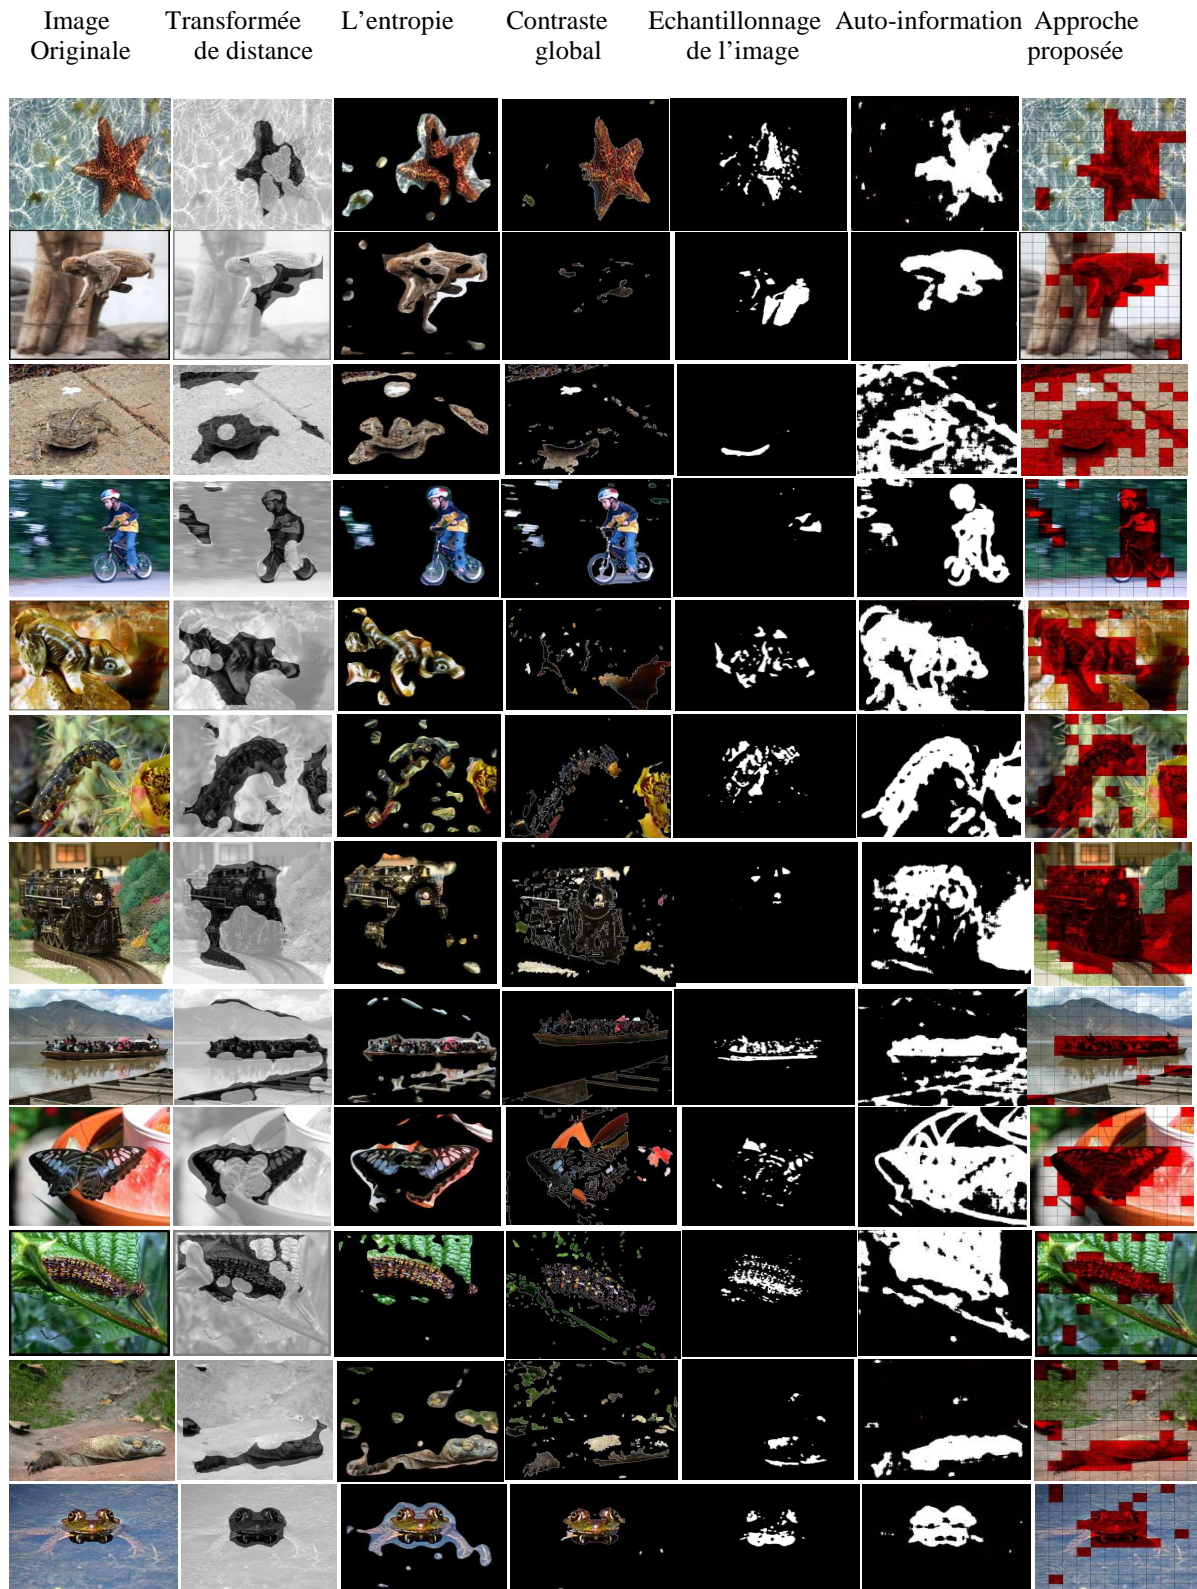 Image Transformée L'entropie Contraste Echantillonnage Auto-information Approche
Originale de distance global de l'image proposée